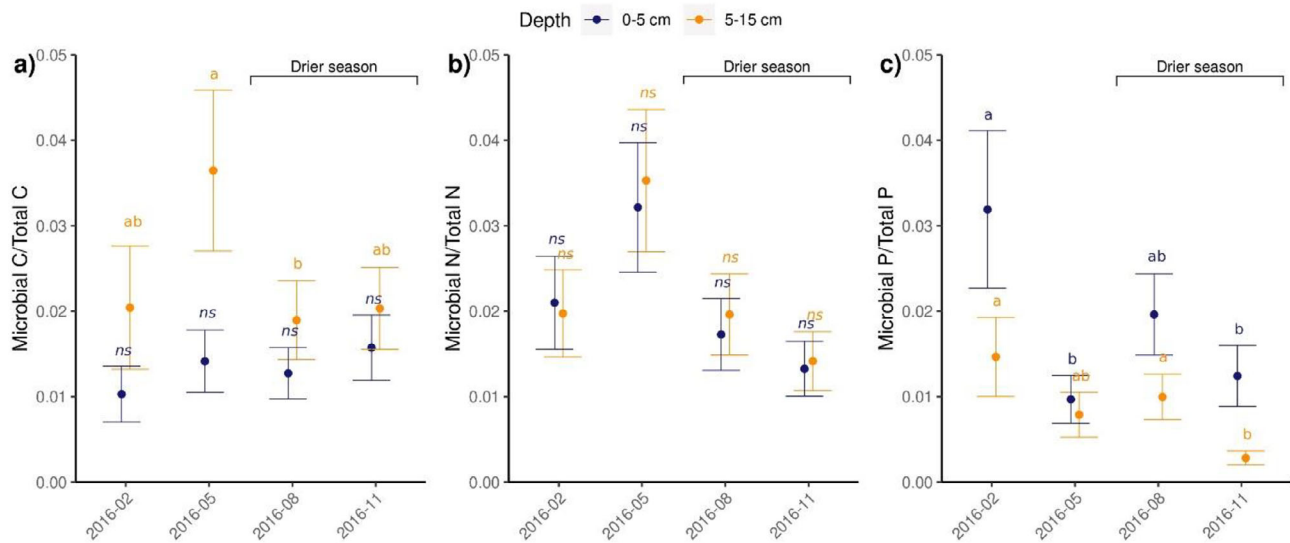 Depth 0-5 cm 5-15 cm
a)
Microbial C/Total C
0.05
0.04
0.03
0.02
0.01
0.00
Drier season
a
ab
b
ab
ns
ns
ns
ns
2016-02
2016-05
2016-08
2016-11
b)
Microbial N/Total N
Drier season
ns
ns
ns
ns
ns
ns
ns
ns
0.05
0.04
0.03
0.02
0.01
0.00
2016-02
2016-05
2016-08
2016-11
c)
Microbial P/Total P
Drier season
a
a
b
ab
ab
a
b
b
0.05
0.04
0.03
0.02
0.01
0.00
2016-02
2016-05
2016-08
2016-11